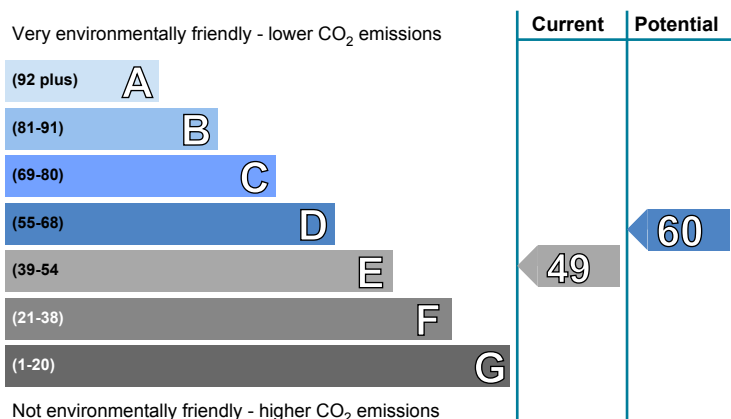 Very environmentally friendly - lower CO₂ emissions
Current Potential
(92 plus) A
(81-91) B
(69-80) C
(55-68) D
60
(39-54 E
49
(21-38) F
(1-20) G
Not environmentally friendly - higher CO₂ emissions